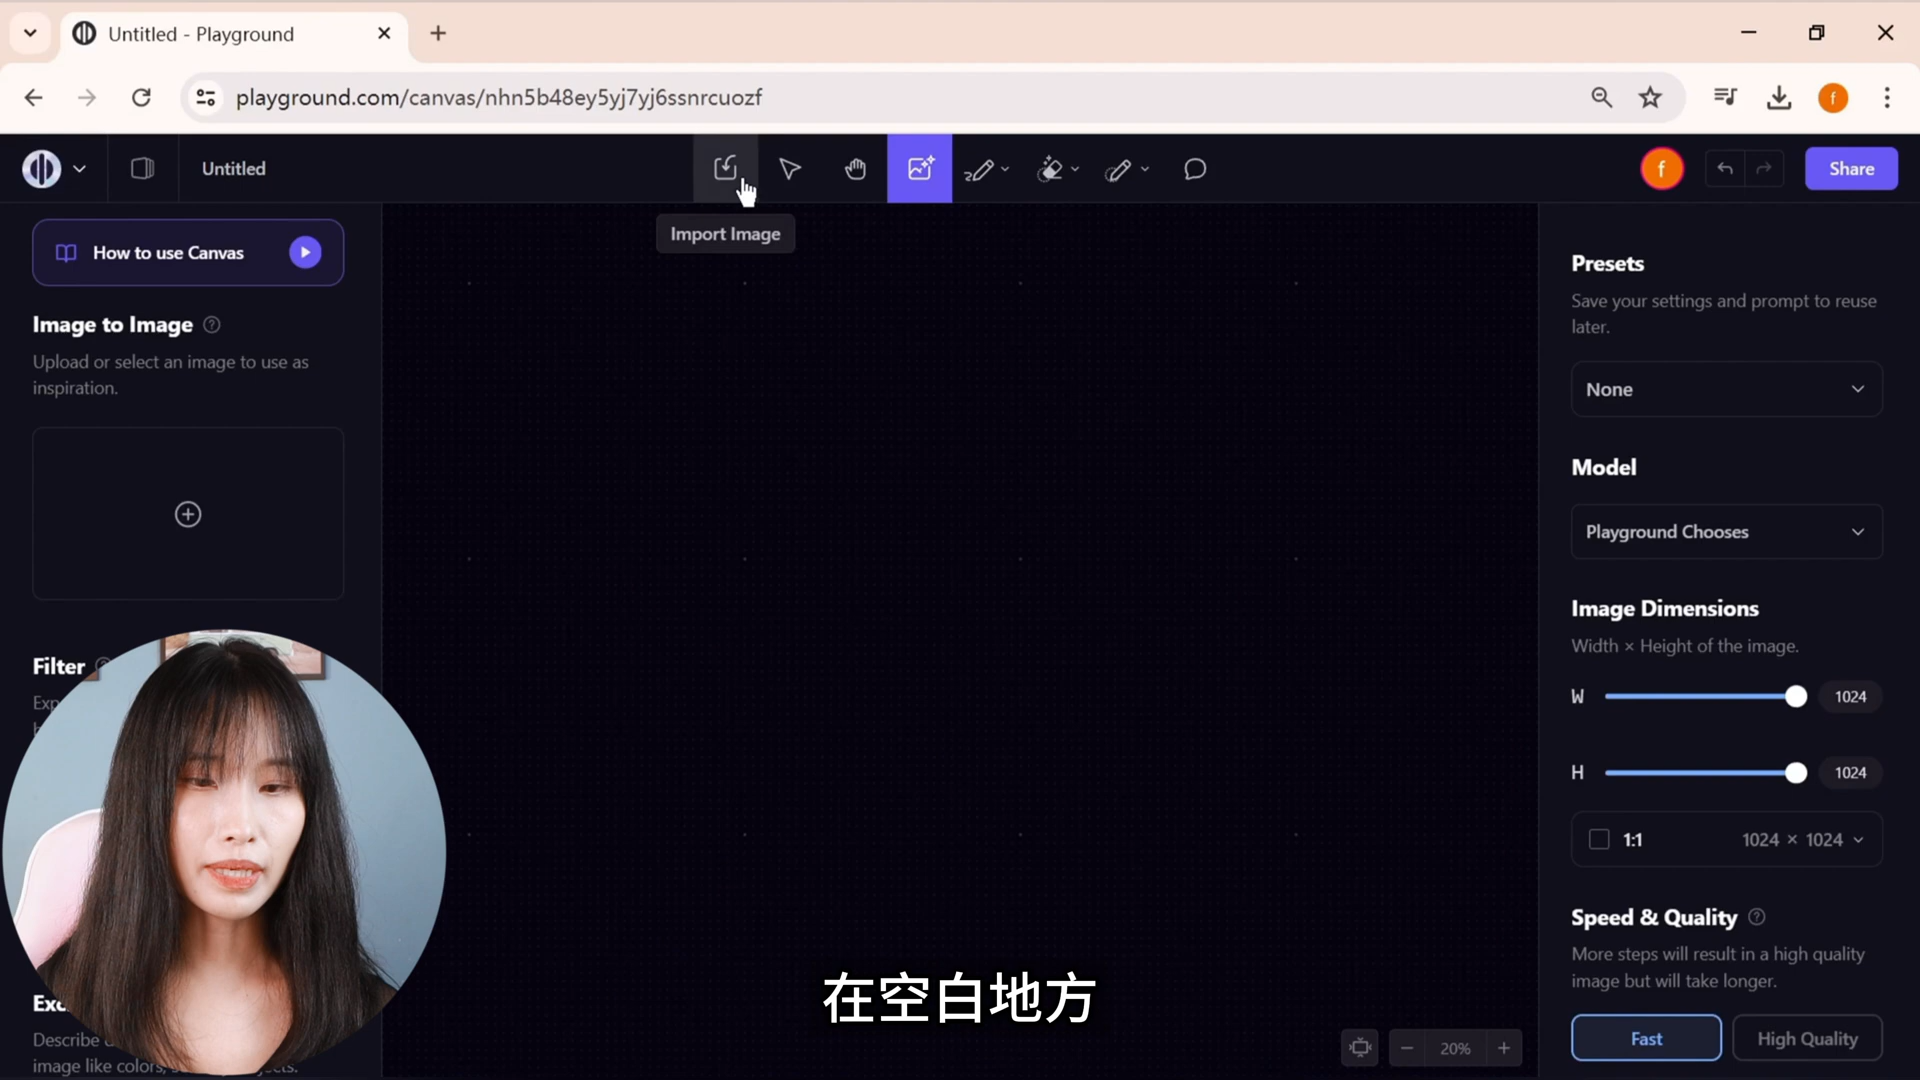 Untitled - Playground
playground.com/canvas/nhn5b48ey5yj7yj6ssnrcuozf
f
Untitled
f
Share
Import Image
How to use Canvas
Image to Image
Upload or select an image to use as
inspiration.
Filter
Describe
image like colors,
Presets
Save your settings and prompt to reuse
later.
None
Model
Playground Chooses
Image Dimensions
Width × Height of the image.
W
1024
H
1024
1:1
1024 × 1024
Speed & Quality
More steps will result in a high quality
image but will take longer.
Fast
High Quality
20%
在空白地方